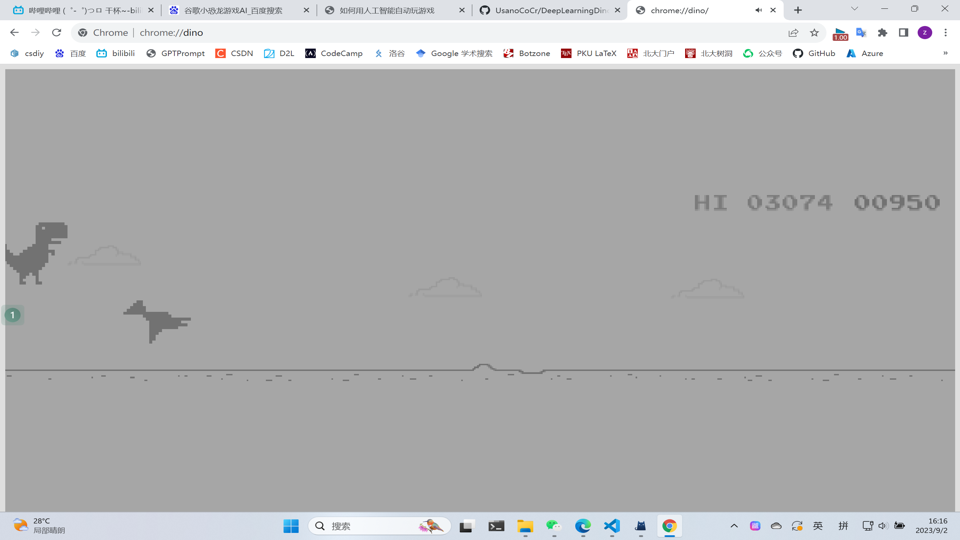 哔哩哔哩 (゜-゜)つロ 干杯~-bili
谷歌小恐龙游戏AI_百度搜索
如何用人工智能自动玩游戏
UsanoCoCr/DeepLearningDin
chrome://dino/
Chrome | chrome://dino
1.00
z
csdiy
百度
bilibili
GPTPrompt
CSDN
D2L
CodeCamp
洛谷
Google 学术搜索
Botzone
PKU LaTeX
北大门户
北大树洞
公众号
GitHub
Azure
»
HI 03074 00950
1
28°C
局部晴朗
搜索
英
拼
16:16
2023/9/2